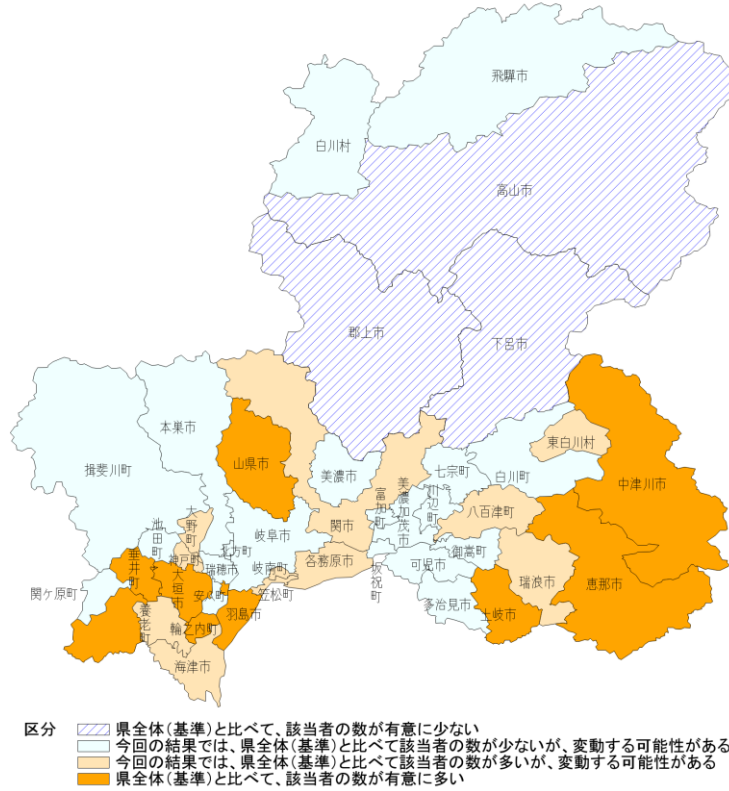 飛騨市
白川村
高山市
郡上市
下呂市
本巣市
揖斐川町
山県市
美濃市
七宗町
白川町
東白川村
中津川市
富加町
美濃加茂市
川辺町
八百津町
大野町
池田町
岐阜市
関市
北方町
神戸町
瑞穂市
岐南町
各務原市
坂祝町
可児市
御嵩町
瑞浪市
恵那市
垂井町
大垣市
関ケ原町
安八町
羽島市
笠松町
多治見市
土岐市
養老町
輪之内町
海津市
区分
県全体(基準)と比べて、該当者の数が有意に少ない
今回の結果では、県全体(基準)と比べて該当者の数が少ないが、変動する可能性がある
今回の結果では、県全体(基準)と比べて該当者の数が多いが、変動する可能性がある
県全体(基準)と比べて、該当者の数が有意に多い